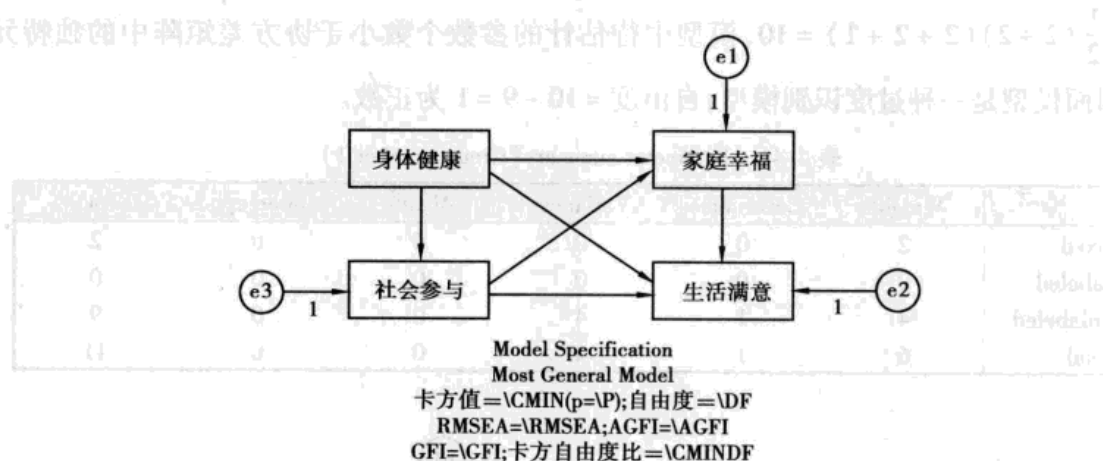 e1
1
身体健康
家庭幸福
e3
1
社会参与
生活满意
1
e2
Model Specification
Most General Model
卡方值=\CMIN(p=\P);自由度=\DF
RMSEA=\RMSEA;AGFI=\AGFI
GFI=\GFI;卡方自由度比=\CMINDF